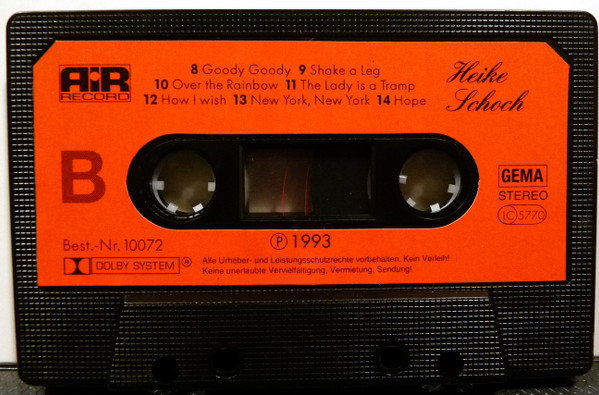 AiR
RECORD
8 Goody Goody 9 Shake a Leg
10 Over the Rainbow 11 The Lady is a Tramp
12 How I wish 13 New York, New York 14 Hope
Heike
Schoch
B
GEMA
STEREO
LC 5770
Best.-Nr. 10072
℗ 1993
DOLBY SYSTEM ®
Alle Urheber- und Leistungsschutzrechte vorbehalten. Kein Verleih!
Keine unerlaubte Vervielfältigung, Vermietung, Sendung!